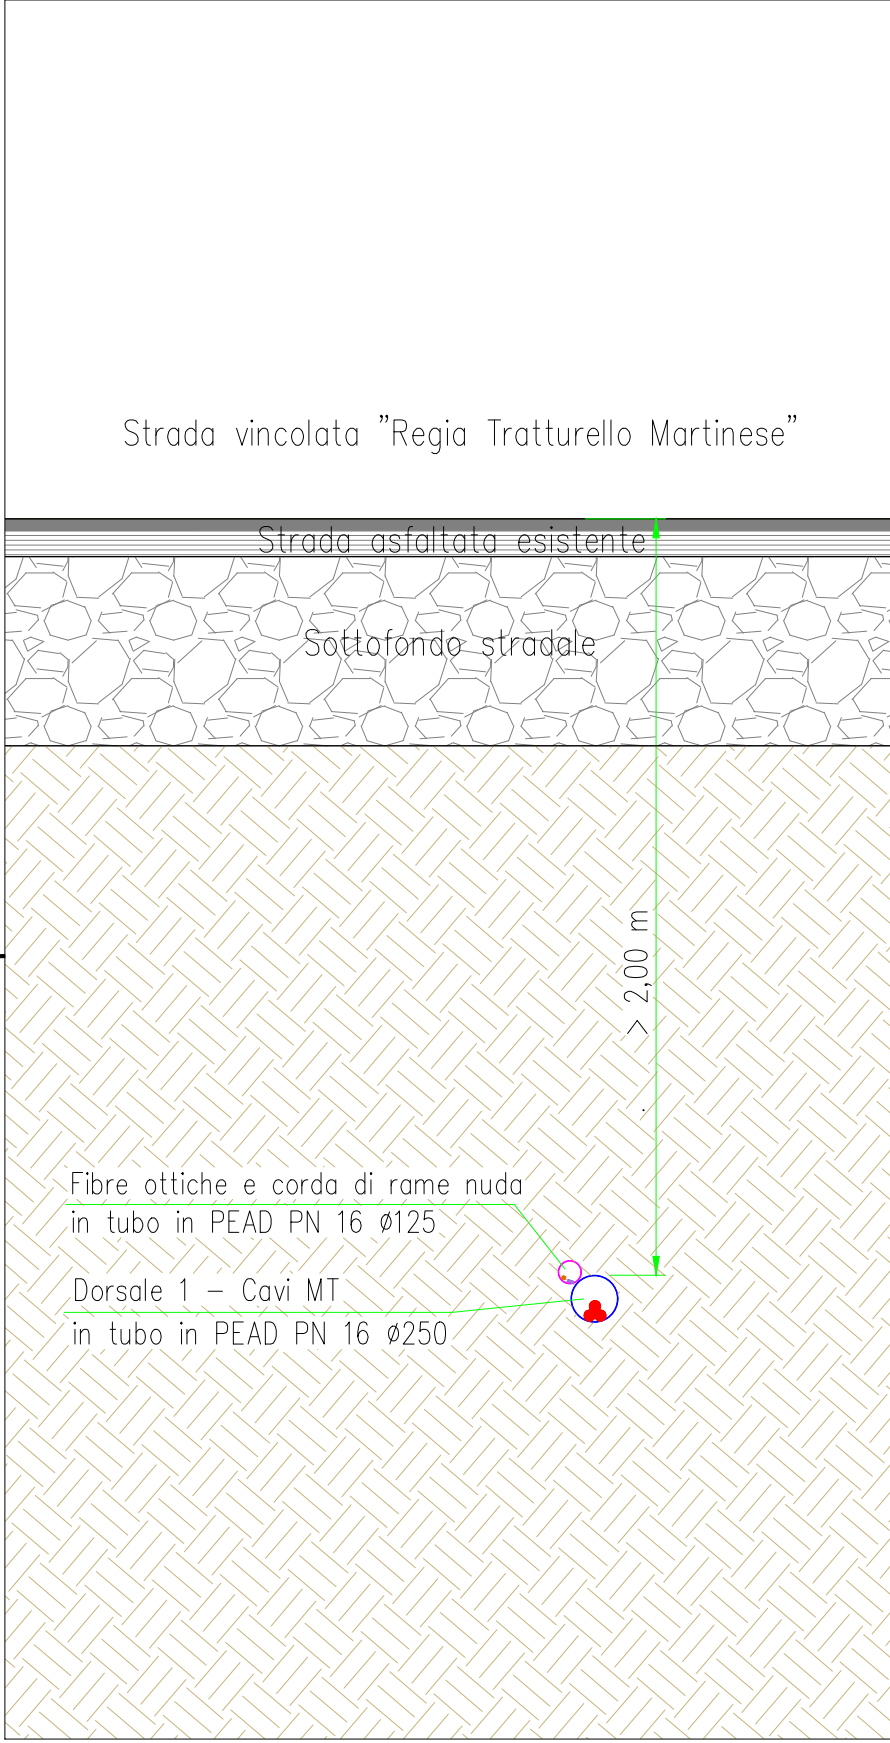 Strada vincolata "Regia Tratturello Martinese"
Strada asfaltata esistente
Sottofondo stradale
> 2,00 m
Fibre ottiche e corda di rame nuda
in tubo in PEAD PN 16 Ø125
Dorsale 1 - Cavi MT
in tubo in PEAD PN 16 Ø250